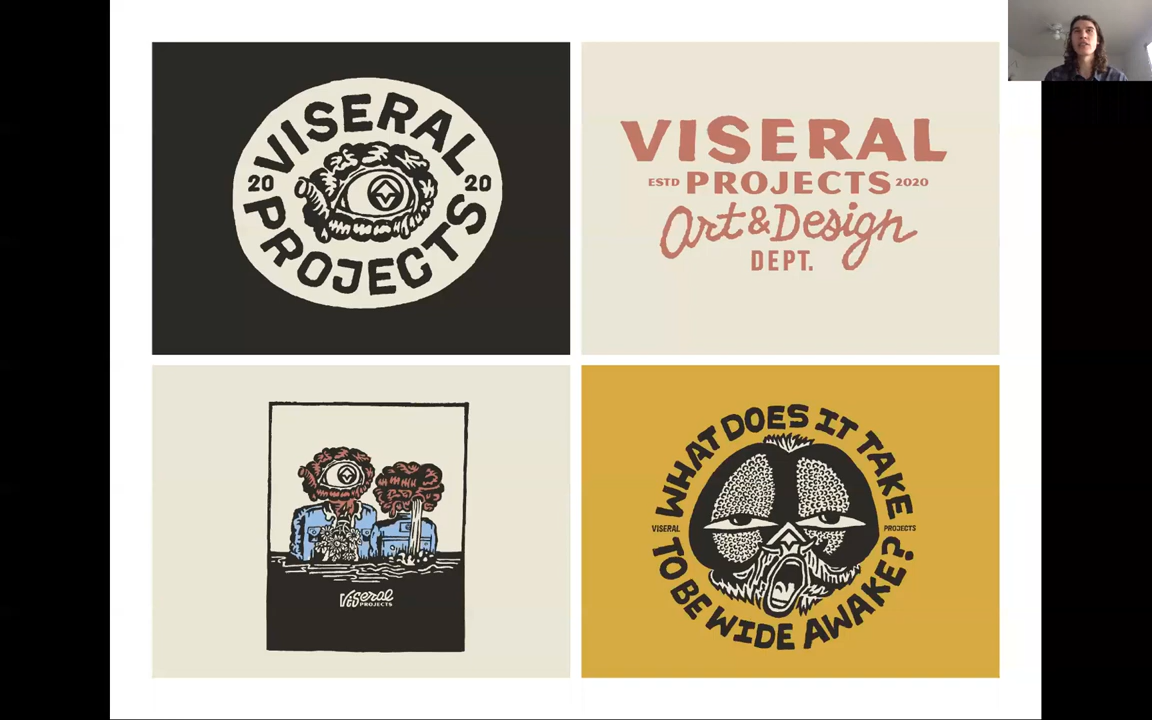 VISERAL
20 20
PROJECTS
VISERAL
ESTD PROJECTS 2020
Art & Design
DEPT.
Viseral
PROJECTS
WHAT DOES IT TAKE
VISERAL PROJECTS
TO BE WIDE AWAKE?